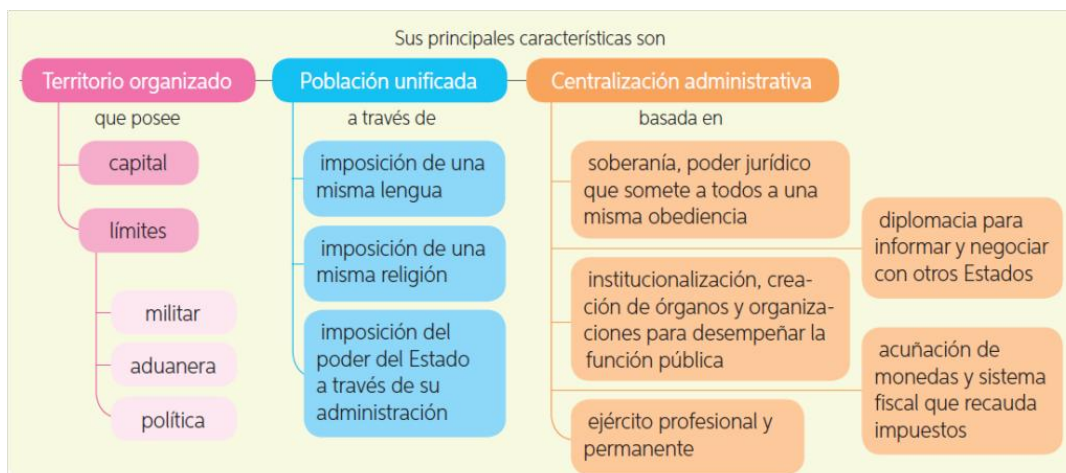 Sus principales características son
Territorio organizado
que posee
capital
límites
militar
aduanera
política
Población unificada
a través de
imposición de una
misma lengua
imposición de una
misma religión
imposición del
poder del Estado
a través de su
administración
Centralización administrativa
basada en
soberanía, poder jurídico
que somete a todos a una
misma obediencia
diplomacia para
informar y negociar
con otros Estados
institucionalización, crea-
ción de órganos y organiza-
ciones para desempeñar la
función pública
acuñación de
monedas y sistema
fiscal que recauda
impuestos
ejército profesional y
permanente